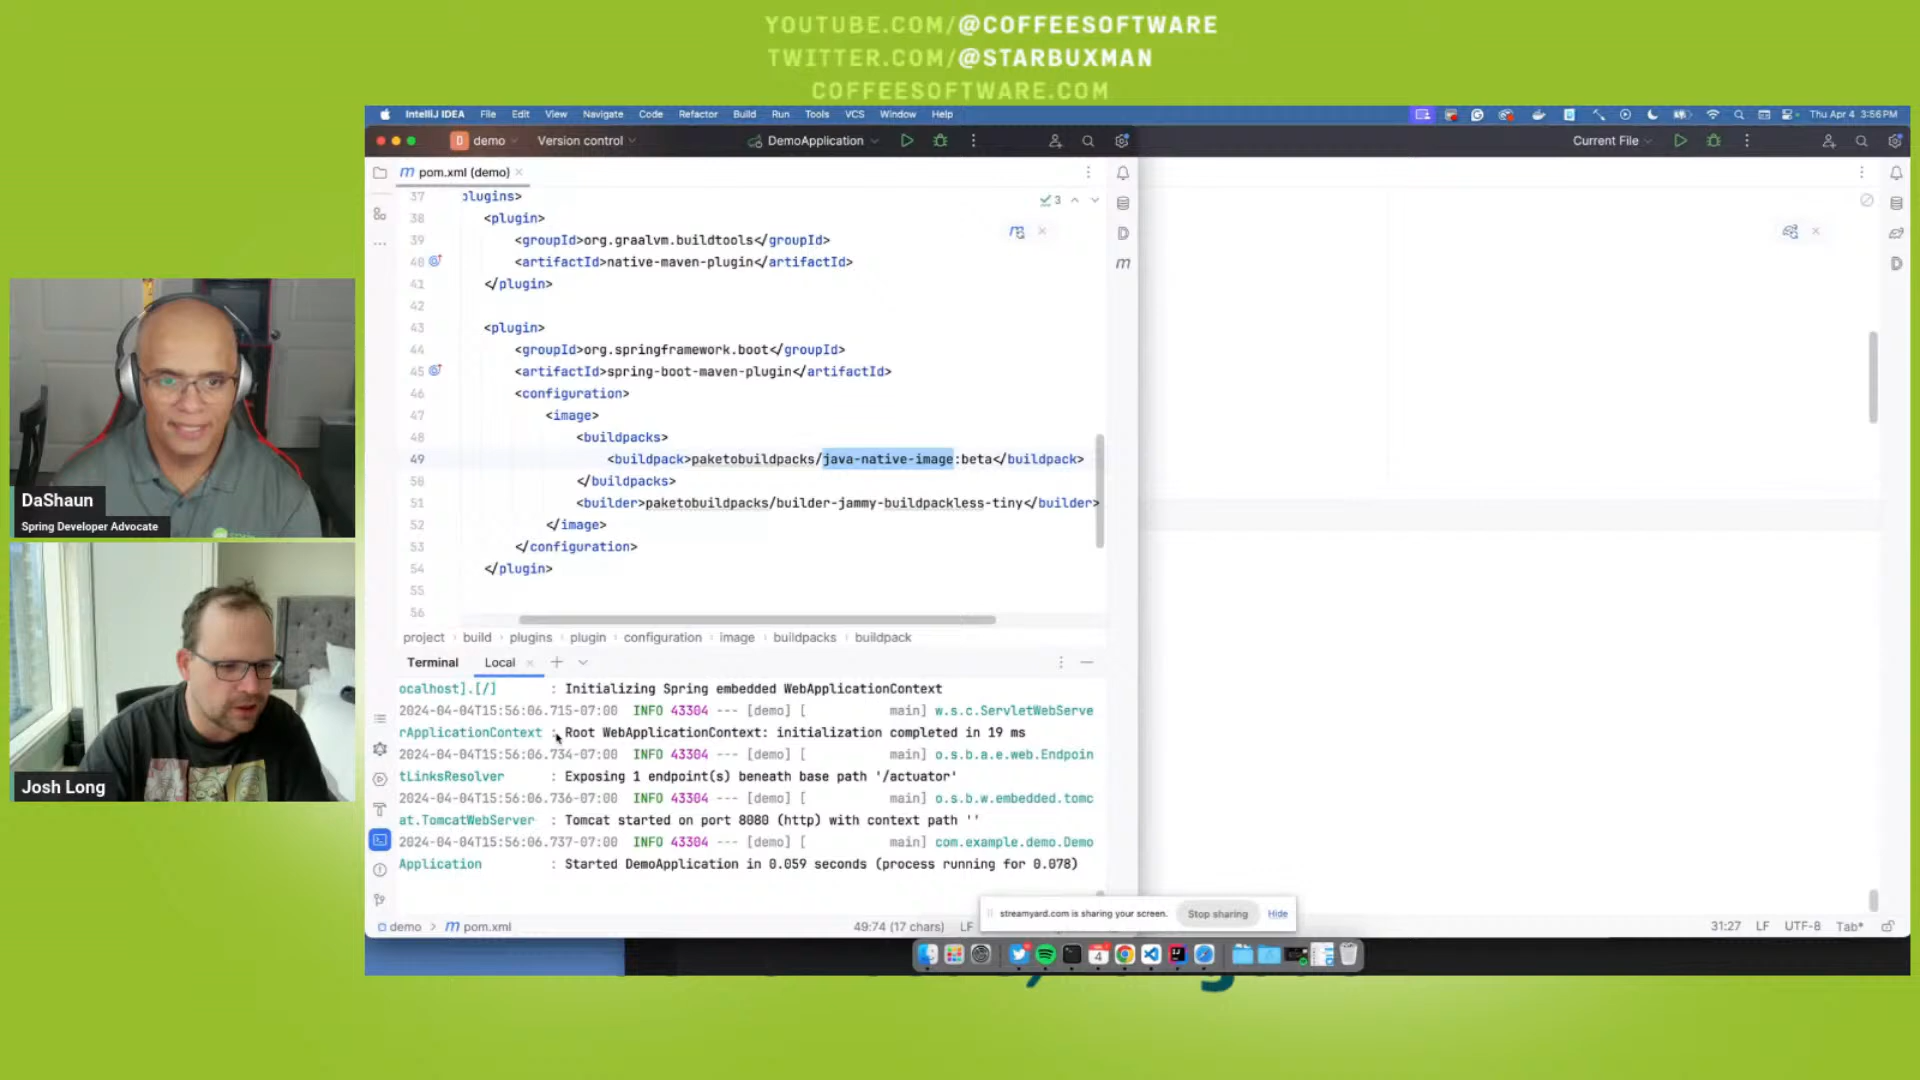 YOUTUBE.COM/@COFFEESOFTWARE
TWITTER.COM/@STARBUXMAN
COFFEESOFTWARE.COM
IntelliJ IDEA File Edit View Navigate Code Refactor Build Run Tools VCS Window Help
Thu Apr 4 3:56PM
D demo Version control DemoApplication
Current File
m pom.xml (demo)
3
37 plugins>
38 <plugin>
39 <groupId>org.graalvm.buildtools</groupId>
40 <artifactId>native-maven-plugin</artifactId>
41 </plugin>
42
43 <plugin>
44 <groupId>org.springframework.boot</groupId>
45 <artifactId>spring-boot-maven-plugin</artifactId>
46 <configuration>
47 <image>
48 <buildpacks>
49 <buildpack>paketobuildpacks/java-native-image:beta</buildpack>
50 </buildpacks>
51 <builder>paketobuildpacks/builder-jammy-buildpackless-tiny</builder>
52 </image>
53 </configuration>
54 </plugin>
55
56
project › build › plugins › plugin › configuration › image › buildpacks › buildpack
Terminal Local
ocalhost].[/] : Initializing Spring embedded WebApplicationContext
2024-04-04T15:56:06.715-07:00 INFO 43304 --- [demo] [ main] w.s.c.ServletWebServe
rApplicationContext : Root WebApplicationContext: initialization completed in 19 ms
2024-04-04T15:56:06.734-07:00 INFO 43304 --- [demo] [ main] o.s.b.a.e.web.Endpoin
tLinksResolver : Exposing 1 endpoint(s) beneath base path '/actuator'
2024-04-04T15:56:06.736-07:00 INFO 43304 --- [demo] [ main] o.s.b.w.embedded.tomc
at.TomcatWebServer : Tomcat started on port 8080 (http) with context path ''
2024-04-04T15:56:06.737-07:00 INFO 43304 --- [demo] [ main] com.example.demo.Demo
Application : Started DemoApplication in 0.059 seconds (process running for 0.078)
streamyard.com is sharing your screen. Stop sharing Hide
demo > m pom.xml
49:74 (17 chars) LF
31:27 LF UTF-8 Tab*
DaShaun
Spring Developer Advocate
Josh Long